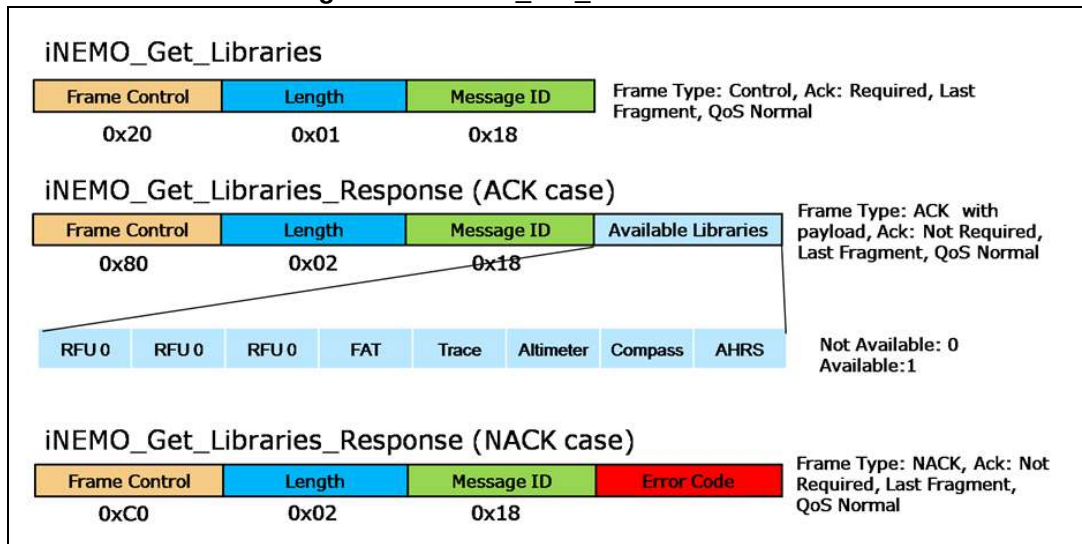 iNEMO_Get_Libraries
Frame Control Length Message ID
Frame Type: Control, Ack: Required, Last
Fragment, QoS Normal
0x20 0x01 0x18
iNEMO_Get_Libraries_Response (ACK case)
Frame Control Length Message ID Available Libraries
Frame Type: ACK with
payload, Ack: Not Required,
Last Fragment, QoS Normal
0x80 0x02 0x18
RFU 0 RFU 0 RFU 0 FAT Trace Altimeter Compass AHRS
Not Available: 0
Available:1
iNEMO_Get_Libraries_Response (NACK case)
Frame Control Length Message ID Error Code
Frame Type: NACK, Ack: Not
Required, Last Fragment,
QoS Normal
0xC0 0x02 0x18